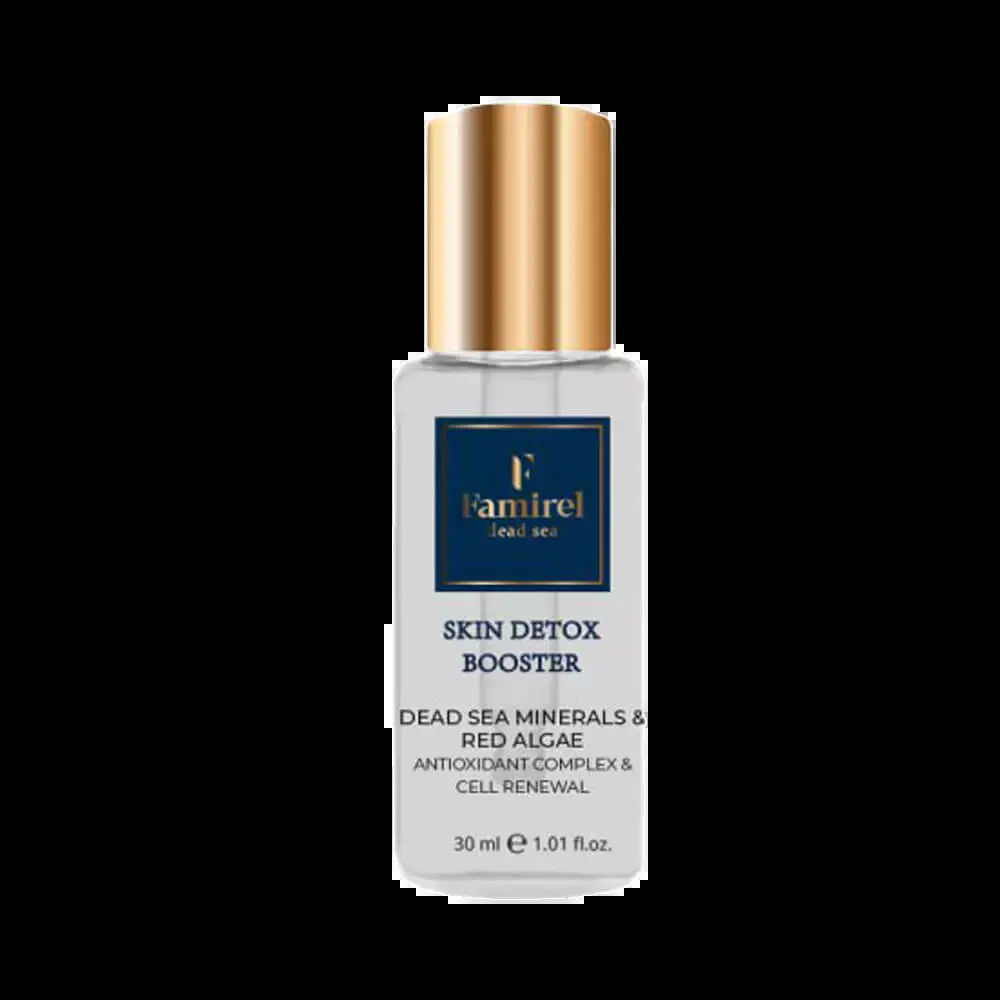 F
Famirel
dead sea
SKIN DETOX
BOOSTER
DEAD SEA MINERALS &
RED ALGAE
ANTIOXIDANT COMPLEX &
CELL RENEWAL
30 ml ℮ 1.01 fl.oz.